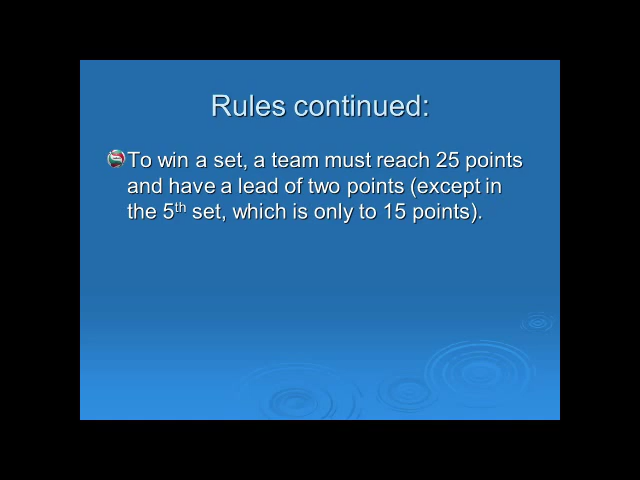 Rules continued:
To win a set, a team must reach 25 points
and have a lead of two points (except in
the 5th set, which is only to 15 points).